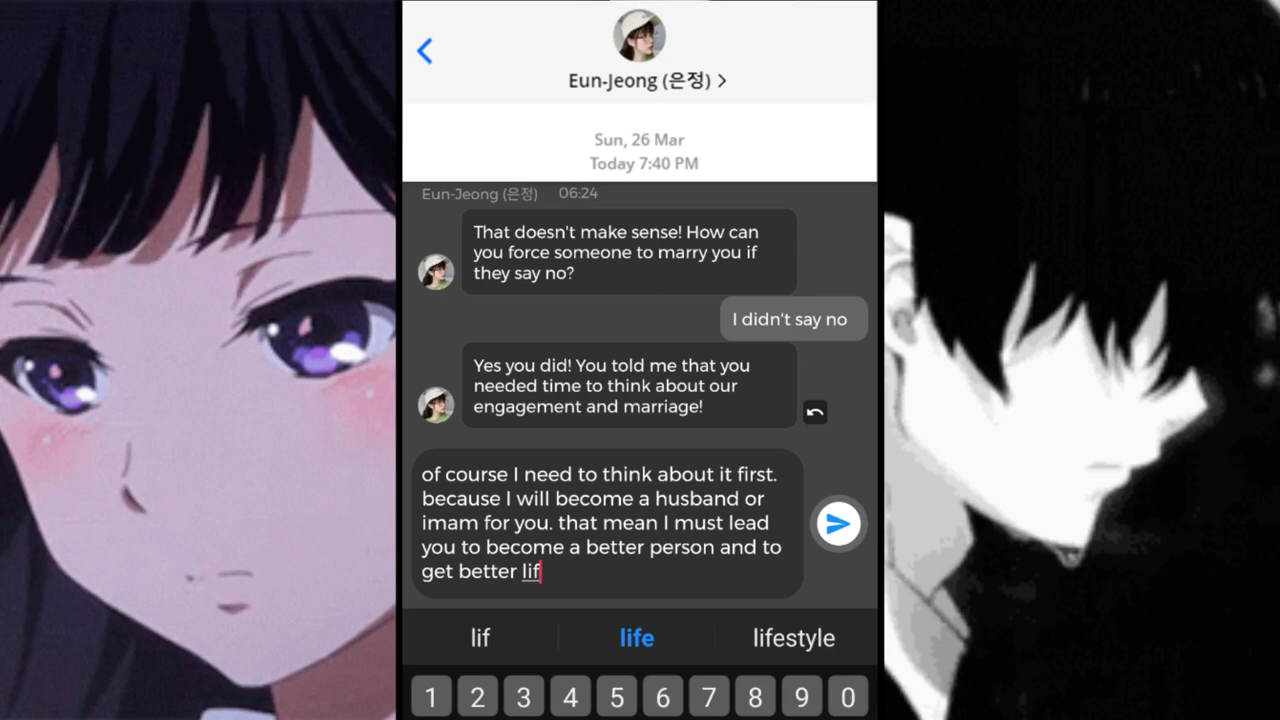 Eun-Jeong (은정) >
Sun, 26 Mar
Today 7:40 PM
Eun-Jeong (은정) 06:24
That doesn't make sense! How can
you force someone to marry you if
they say no?
I didn't say no
Yes you did! You told me that you
needed time to think about our
engagement and marriage!
of course I need to think about it first.
because I will become a husband or
imam for you. that mean I must lead
you to become a better person and to
get better lif
lif life lifestyle
1 2 3 4 5 6 7 8 9 0